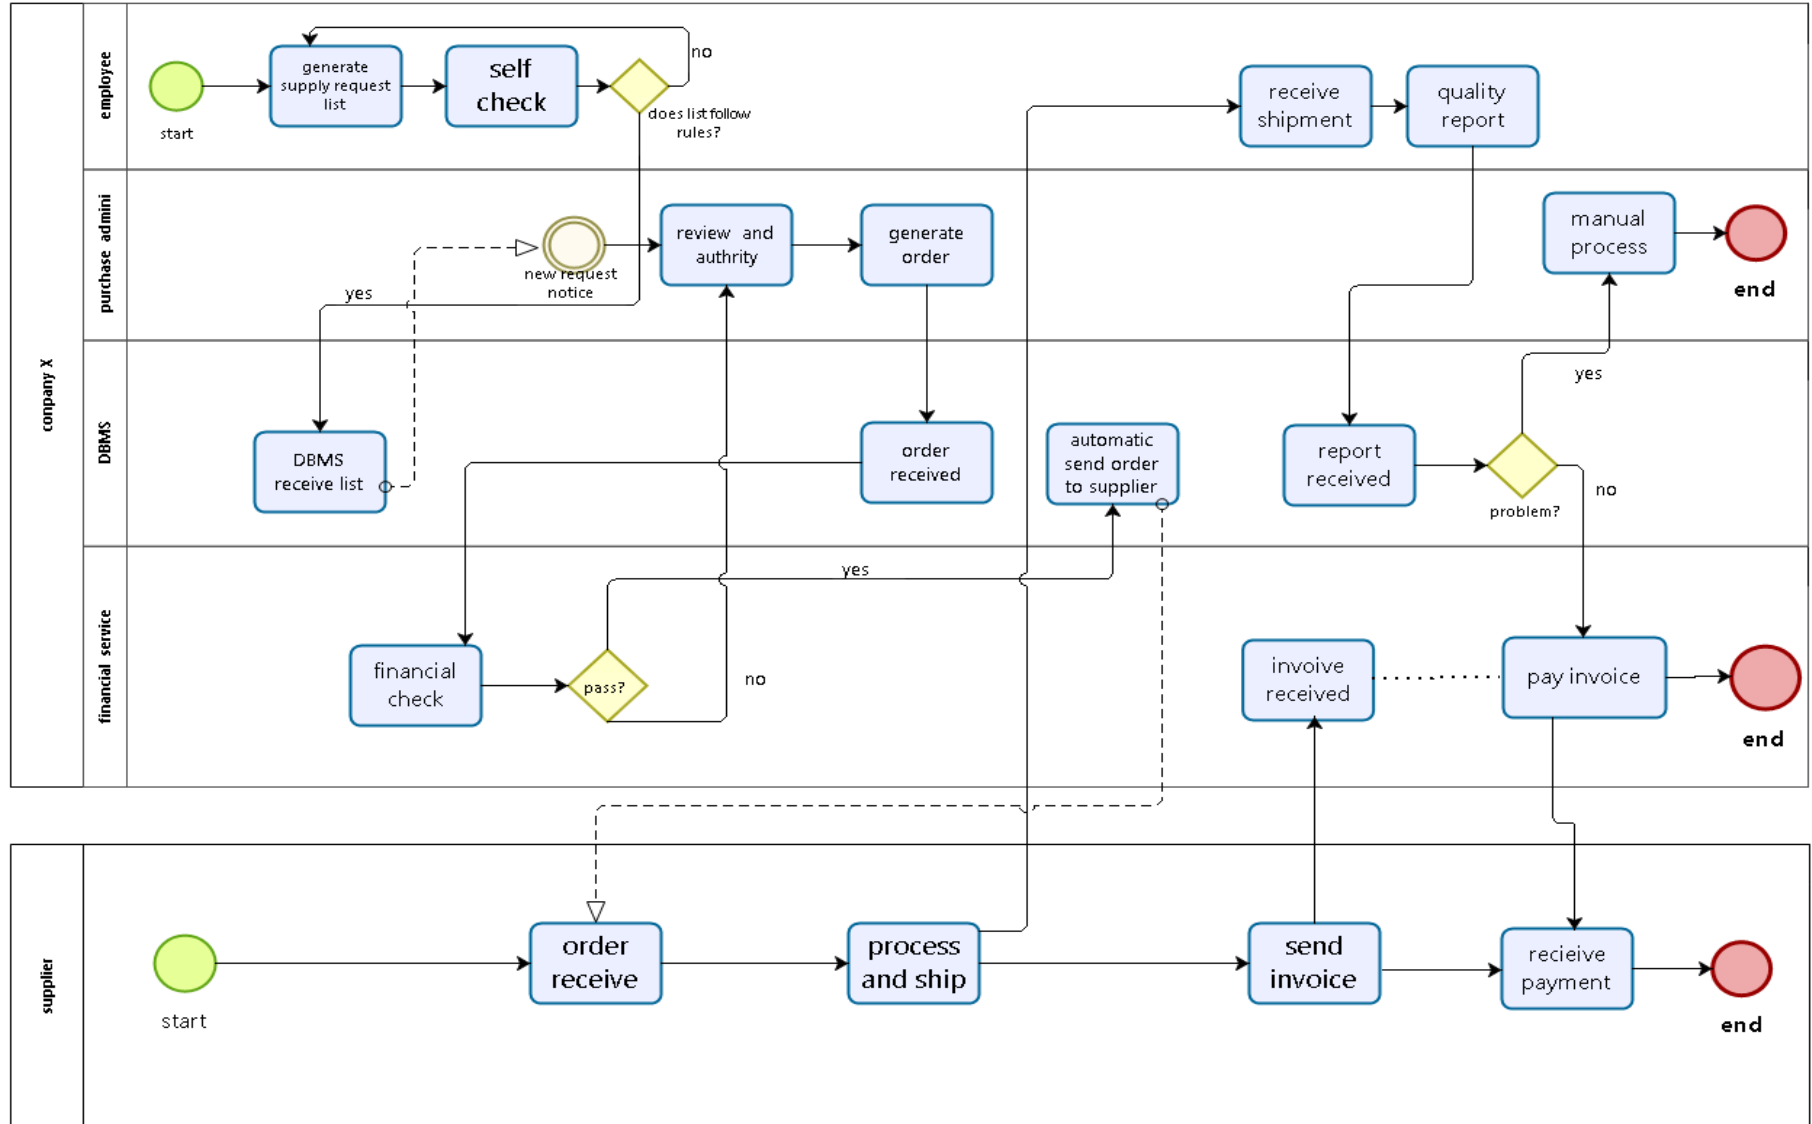 conpany X
employee
start
generate
supply request
list
self
check
no
does list follow
rules?
receive
shipment
quality
report
purchase admini
new request
notice
yes
review and
authrity
generate
order
manual
process
end
DBMS
DBMS
receive list
order
received
automatic
send order
to supplier
report
received
problem?
yes
no
financial service
financial
check
pass?
yes
no
invoive
received
pay invoice
end
supplier
start
order
receive
process
and ship
send
invoice
recieive
payment
end